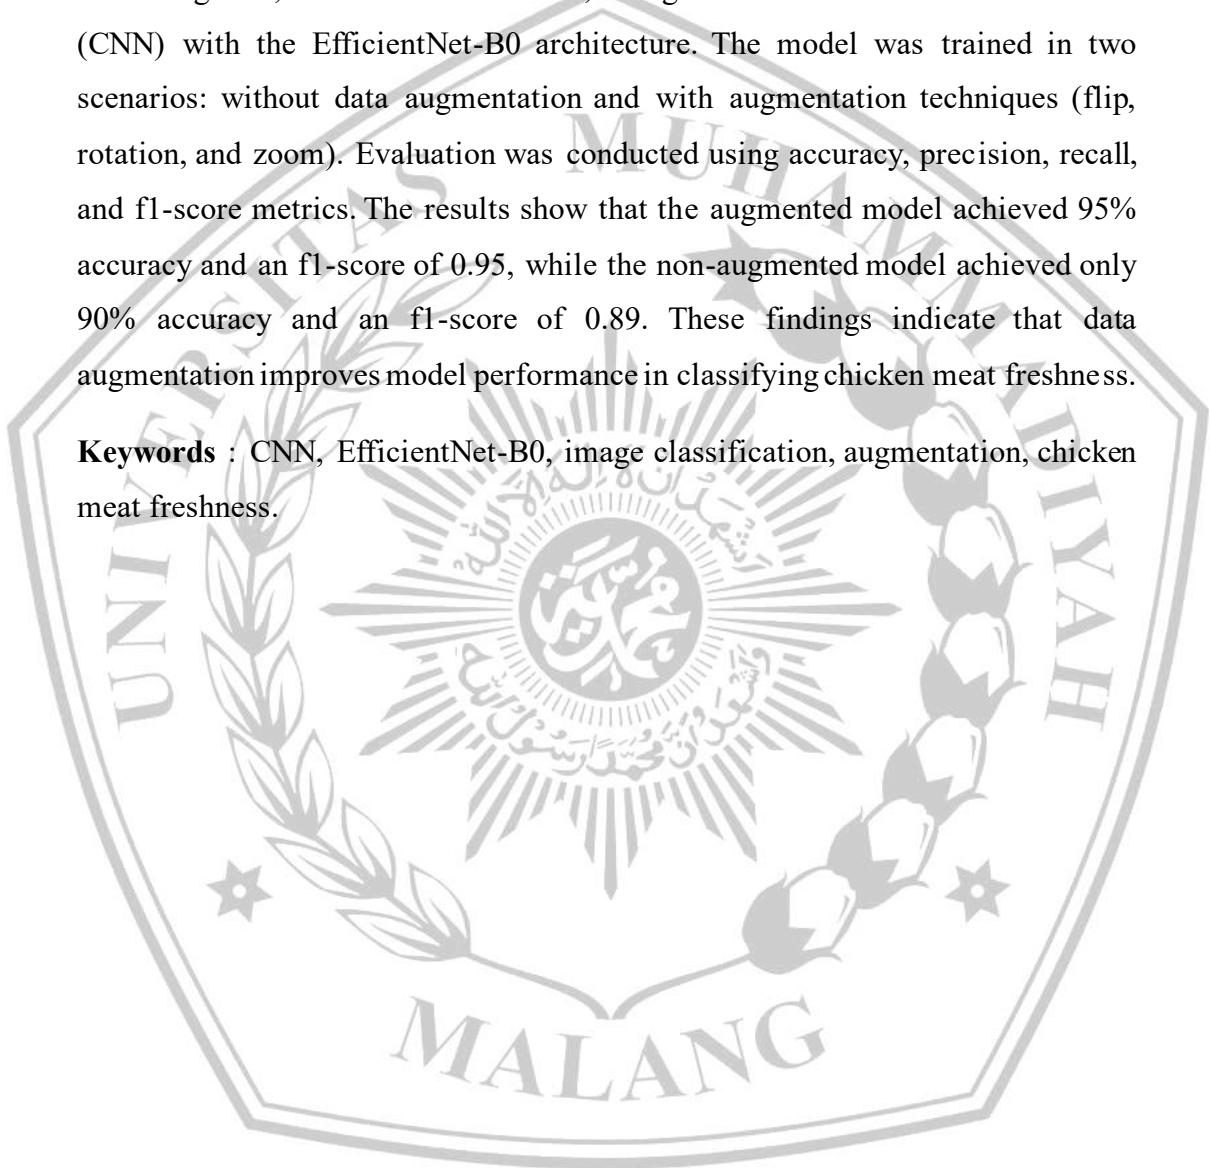 (CNN) with the EfficientNet-B0 architecture. The model was trained in two
scenarios: without data augmentation and with augmentation techniques (flip,
rotation, and zoom). Evaluation was conducted using accuracy, precision, recall,
and f1-score metrics. The results show that the augmented model achieved 95%
accuracy and an f1-score of 0.95, while the non-augmented model achieved only
90% accuracy and an f1-score of 0.89. These findings indicate that data
augmentation improves model performance in classifying chicken meat freshness.
Keywords : CNN, EfficientNet-B0, image classification, augmentation, chicken
meat freshness.
UNIVERSITAS MUHAMMADIYAH
MALANG